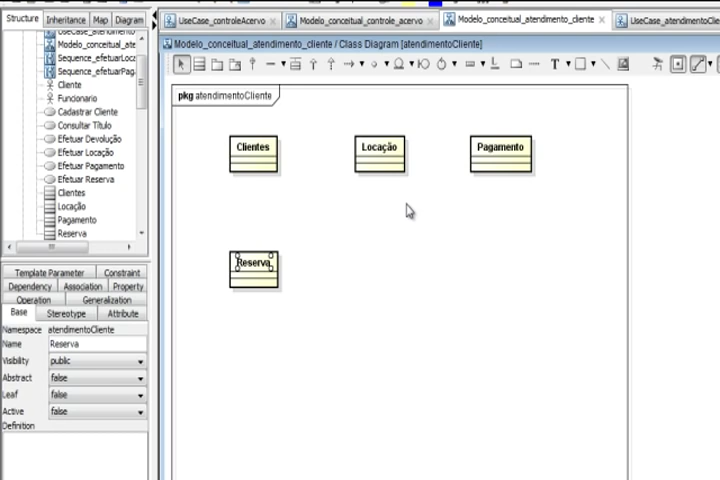 Structure Inheritance Map Diagram
UseCase_controleAcervo
Modelo_conceitual_controle_acervo
Modelo_conceitual_atendimento_cliente
UseCase_atendimentoClie
Modelo_conceitual_atendimento_cliente / Class Diagram [atendimentoCliente]
UseCase_atendimento
Modelo_conceitual_ate
Sequence_efetuarLoca
Sequence_efetuarPag.
Cliente
Funcionario
Cadastrar Cliente
Consultar Título
Efetuar Devolução
Efetuar Locação
Efetuar Pagamento
Efetuar Reserva
Clientes
Locação
Pagamento
Reserva
Template Parameter Constraint
Dependency Association Property
Operation Generalization
Base Stereotype Attribute
Namespace atendimentoCliente
Name Reserva
Visibility public
Abstract false
Leaf false
Active false
Definition
T
pkg atendimentoCliente
Clientes
Locação
Pagamento
Reserva